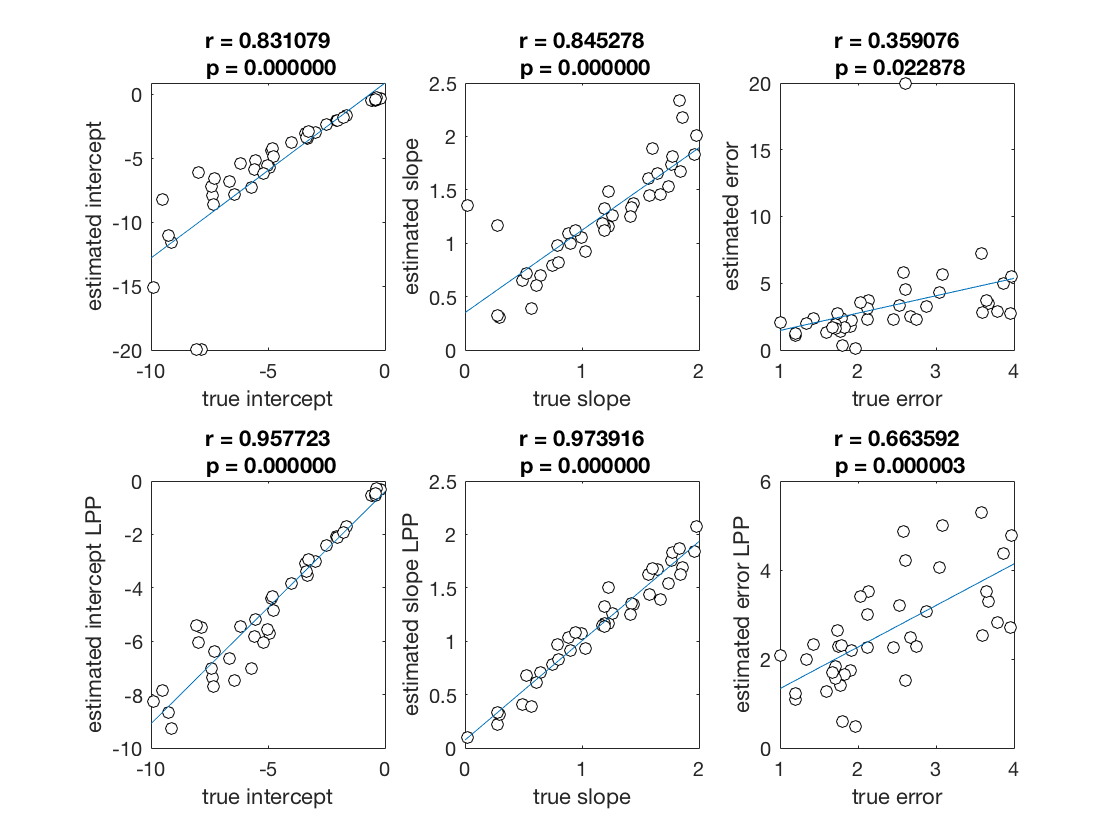 r = 0.831079
p = 0.000000
0
-5
-10
-15
-20
-10
-5
0
estimated intercept
true intercept
r = 0.845278
p = 0.000000
2.5
2
1.5
1
0.5
0
0
1
2
estimated slope
true slope
r = 0.359076
p = 0.022878
20
15
10
5
0
1
2
3
4
estimated error
true error
r = 0.957723
p = 0.000000
0
-2
-4
-6
-8
-10
-10
-5
0
estimated intercept LPP
true intercept
r = 0.973916
p = 0.000000
2.5
2
1.5
1
0.5
0
0
1
2
estimated slope LPP
true slope
r = 0.663592
p = 0.000003
6
4
2
0
1
2
3
4
estimated error LPP
true error